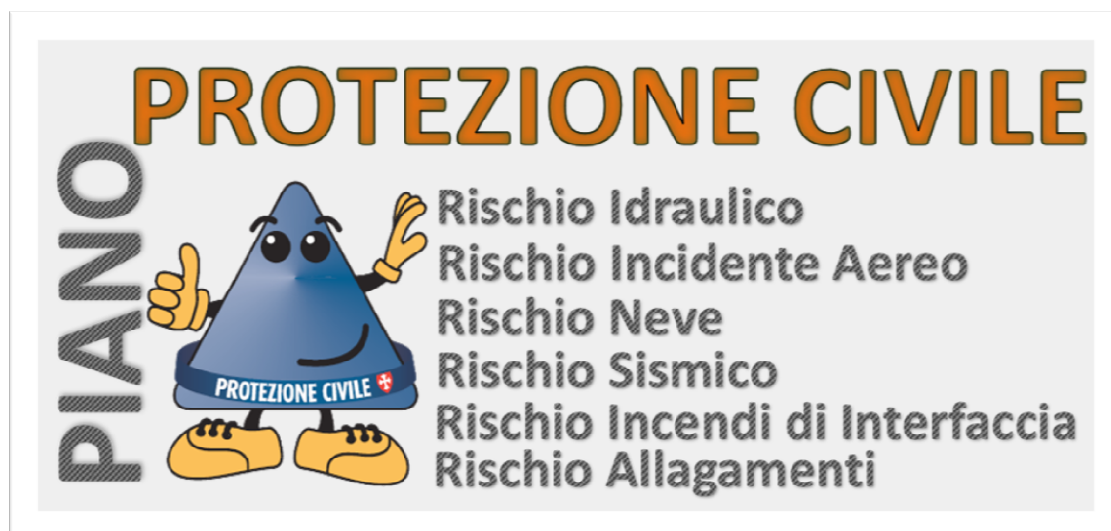 PROTEZIONE CIVILE
PIANO
Rischio Idraulico
Rischio Incidente Aereo
Rischio Neve
Rischio Sismico
Rischio Incendi di Interfaccia
Rischio Allagamenti
PROTEZIONE CIVILE